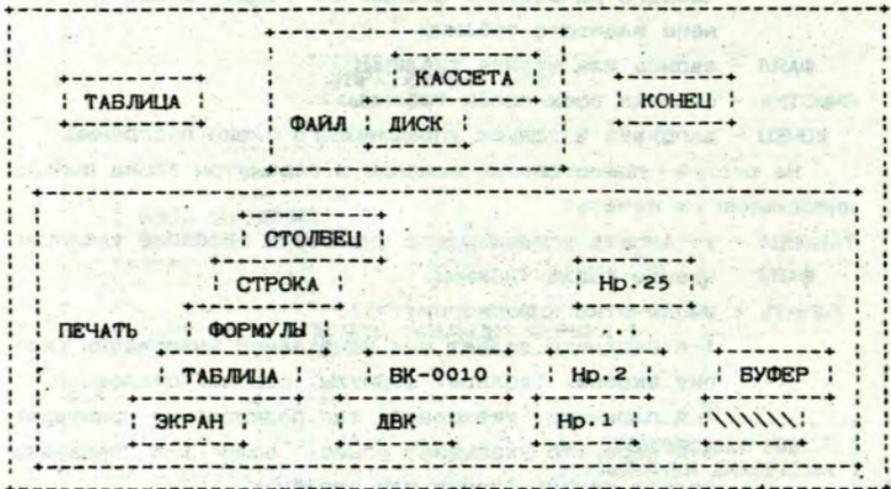 КАССЕТА
ТАБЛИЦА КОНЕЦ
ФАЙЛ ДИСК
СТОЛБЕЦ
СТРОКА Нр.25
ПЕЧАТЬ ФОРМУЛЫ
ТАБЛИЦА БК-0010 Нр.2 БУФЕР
ЭКРАН ДВК Нр.1 \\\\\\\\